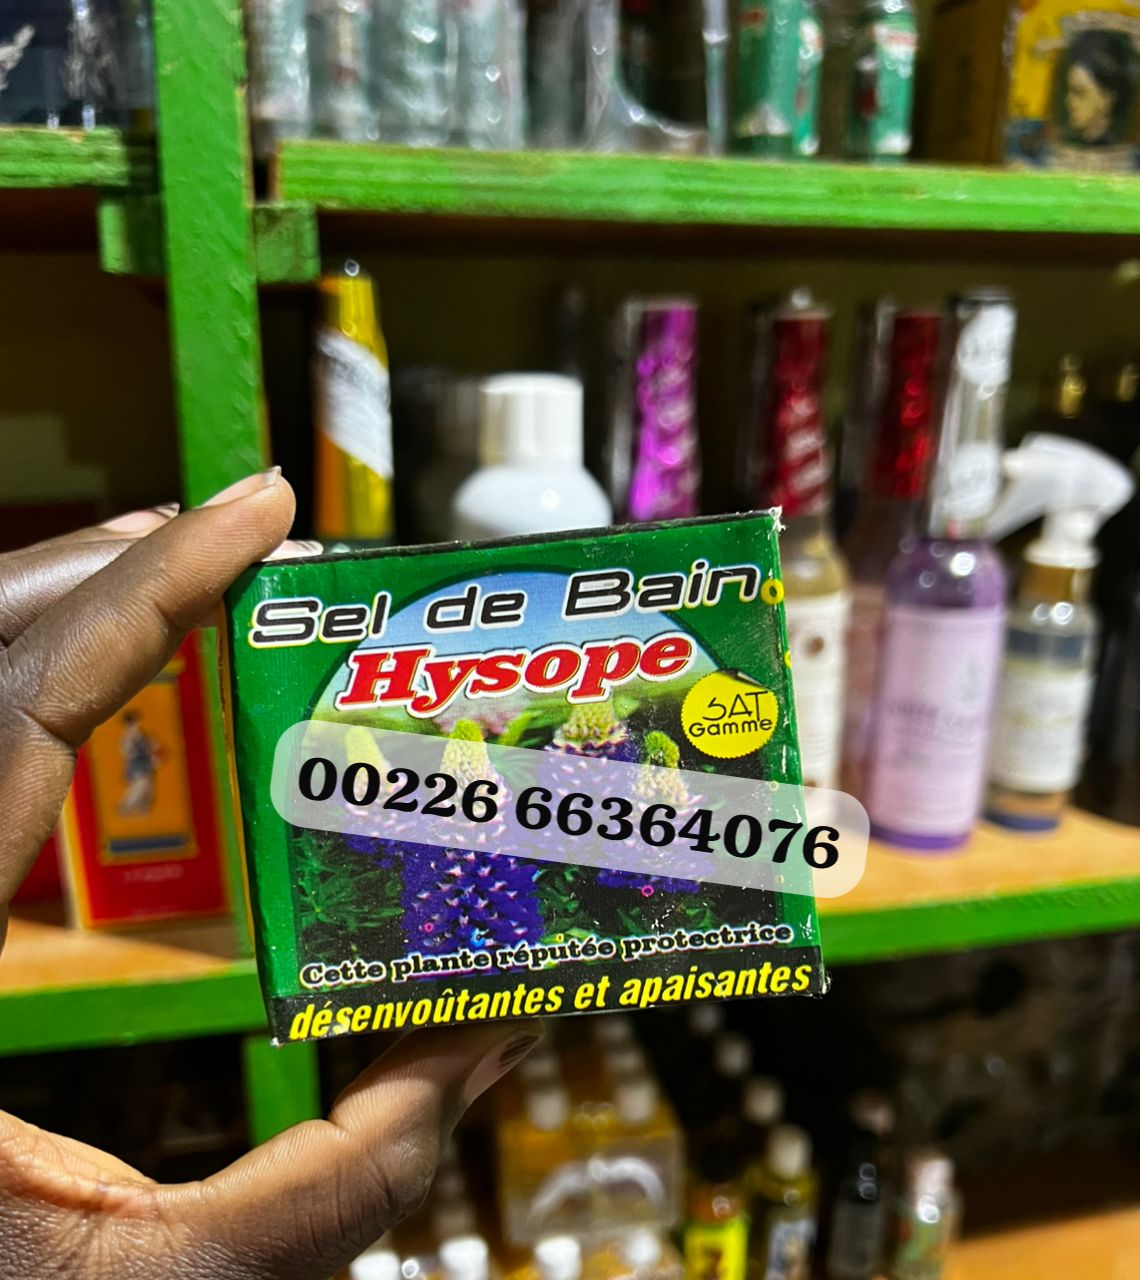 Sel de Bain
Hysope
SAT
Gamme
00226 66364076
Cette plante réputée protectrice
désenvoûtantes et apaisantes